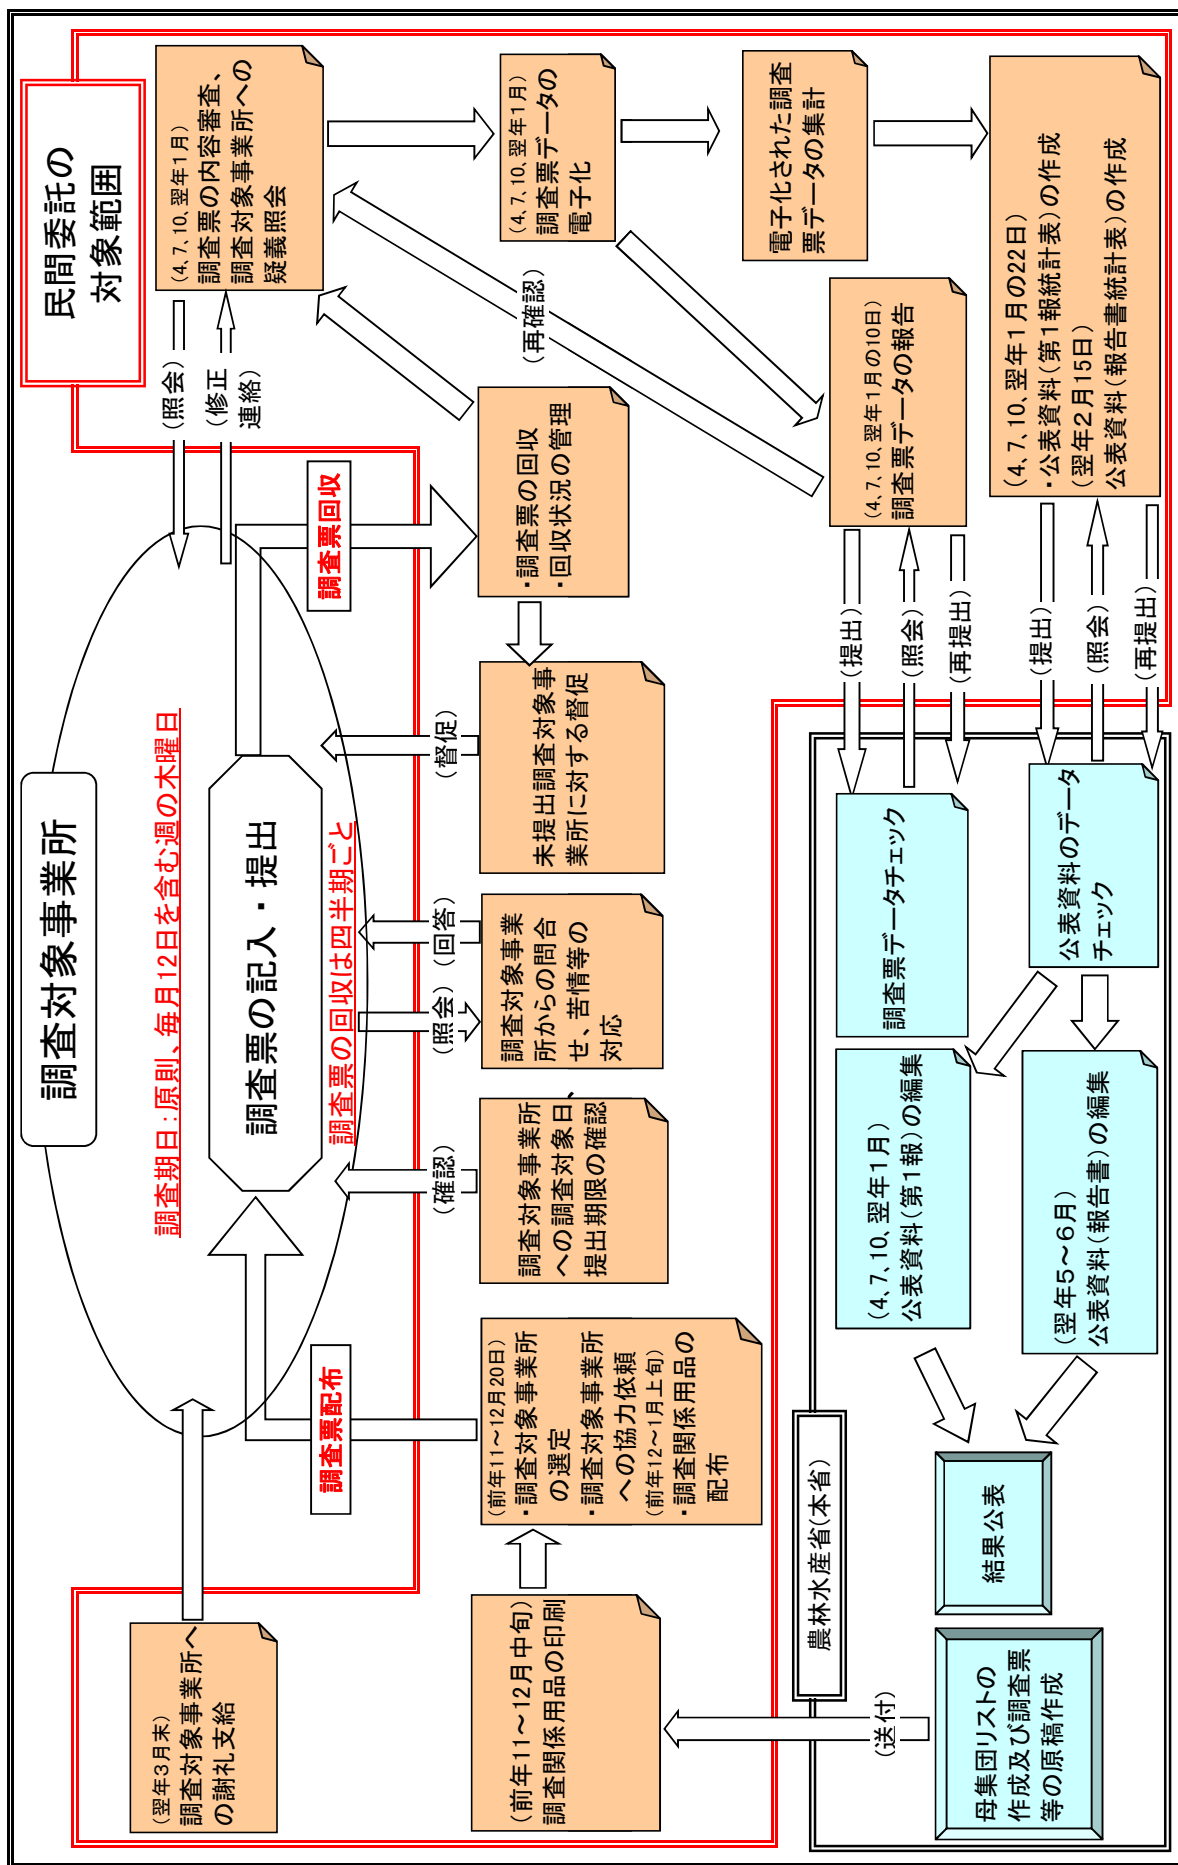 民間委託の
対象範囲
調査対象事業所
調査期日：原則、毎月12日を含む週の木曜日
調査票の記入・提出
調査票の回収は四半期ごと
(翌年3月末)
調査対象事業所へ
の謝礼支給
調査票配布
調査票回収
(照会)
(修正
連絡)
(4、7、10、翌年1月)
調査票の内容審査、
調査対象事業所への
疑義照会
(確認)
(照会)
(回答)
(督促)
(再確認)
(前年11～12月中旬)
調査関係用品の印刷
(前年11～12月20日)
・調査対象事業所
の選定
・調査対象事業所
への協力依頼
(前年12～1月上旬)
・調査関係用品の
配布
調査対象事業所
への調査対象日、
提出期限の確認
調査対象事業
所からの問合
せ、苦情等の
対応
未提出調査対象事
業所に対する督促
・調査票の回収
・回収状況の管理
(4、7、10、翌年1月)
調査票データの
電子化
電子化された調査
票データの集計
(4、7、10、翌年1月の10日)
調査票データの報告
(4、7、10、翌年1月の22日)
・公表資料(第1報統計表)の作成
(翌年2月15日)
公表資料(報告書統計表)の作成
(送付)
(提出)
(照会)
(再提出)
(提出)
(照会)
(再提出)
農林水産省(本省)
母集団リストの
作成及び調査票
等の原稿作成
結果公表
(4、7、10、翌年1月)
公表資料(第1報)の編集
(翌年5～6月)
公表資料(報告書)の編集
調査票データチェック
公表資料のデータ
チェック